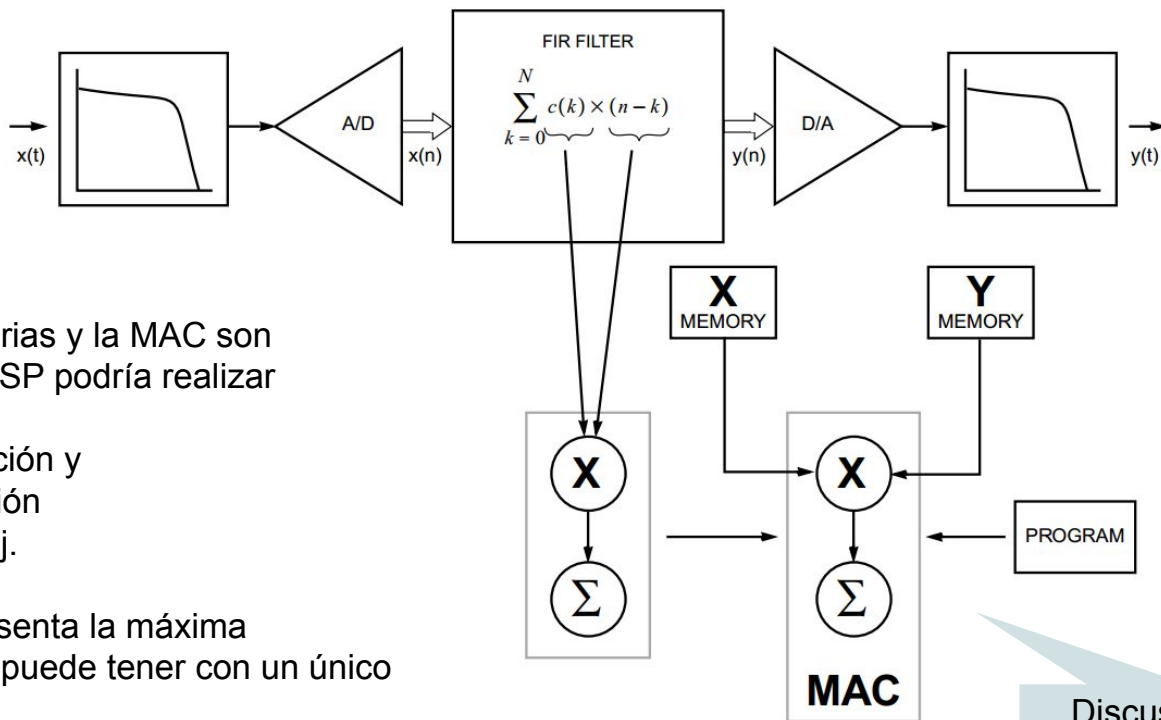 FIR FILTER
N
∑ c(k) × (n – k)
k = 0
A/D
D/A
x(t)
x(n)
y(n)
y(t)
X
MEMORY
Y
MEMORY
rias y la MAC son
SP podría realizar
ción y
ión
j.
senta la máxima
puede tener con un único
X
Σ
X
Σ
MAC
PROGRAM
Discus